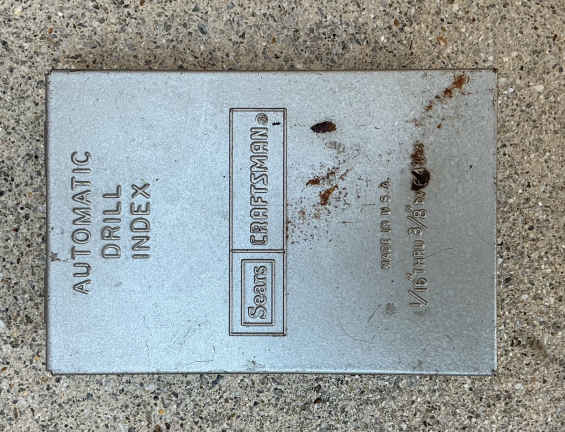 AUTOMATIC
DRILL
INDEX
Sears CRAFTSMAN®
MADE IN U.S.A.
1/16" THRU 3/8"